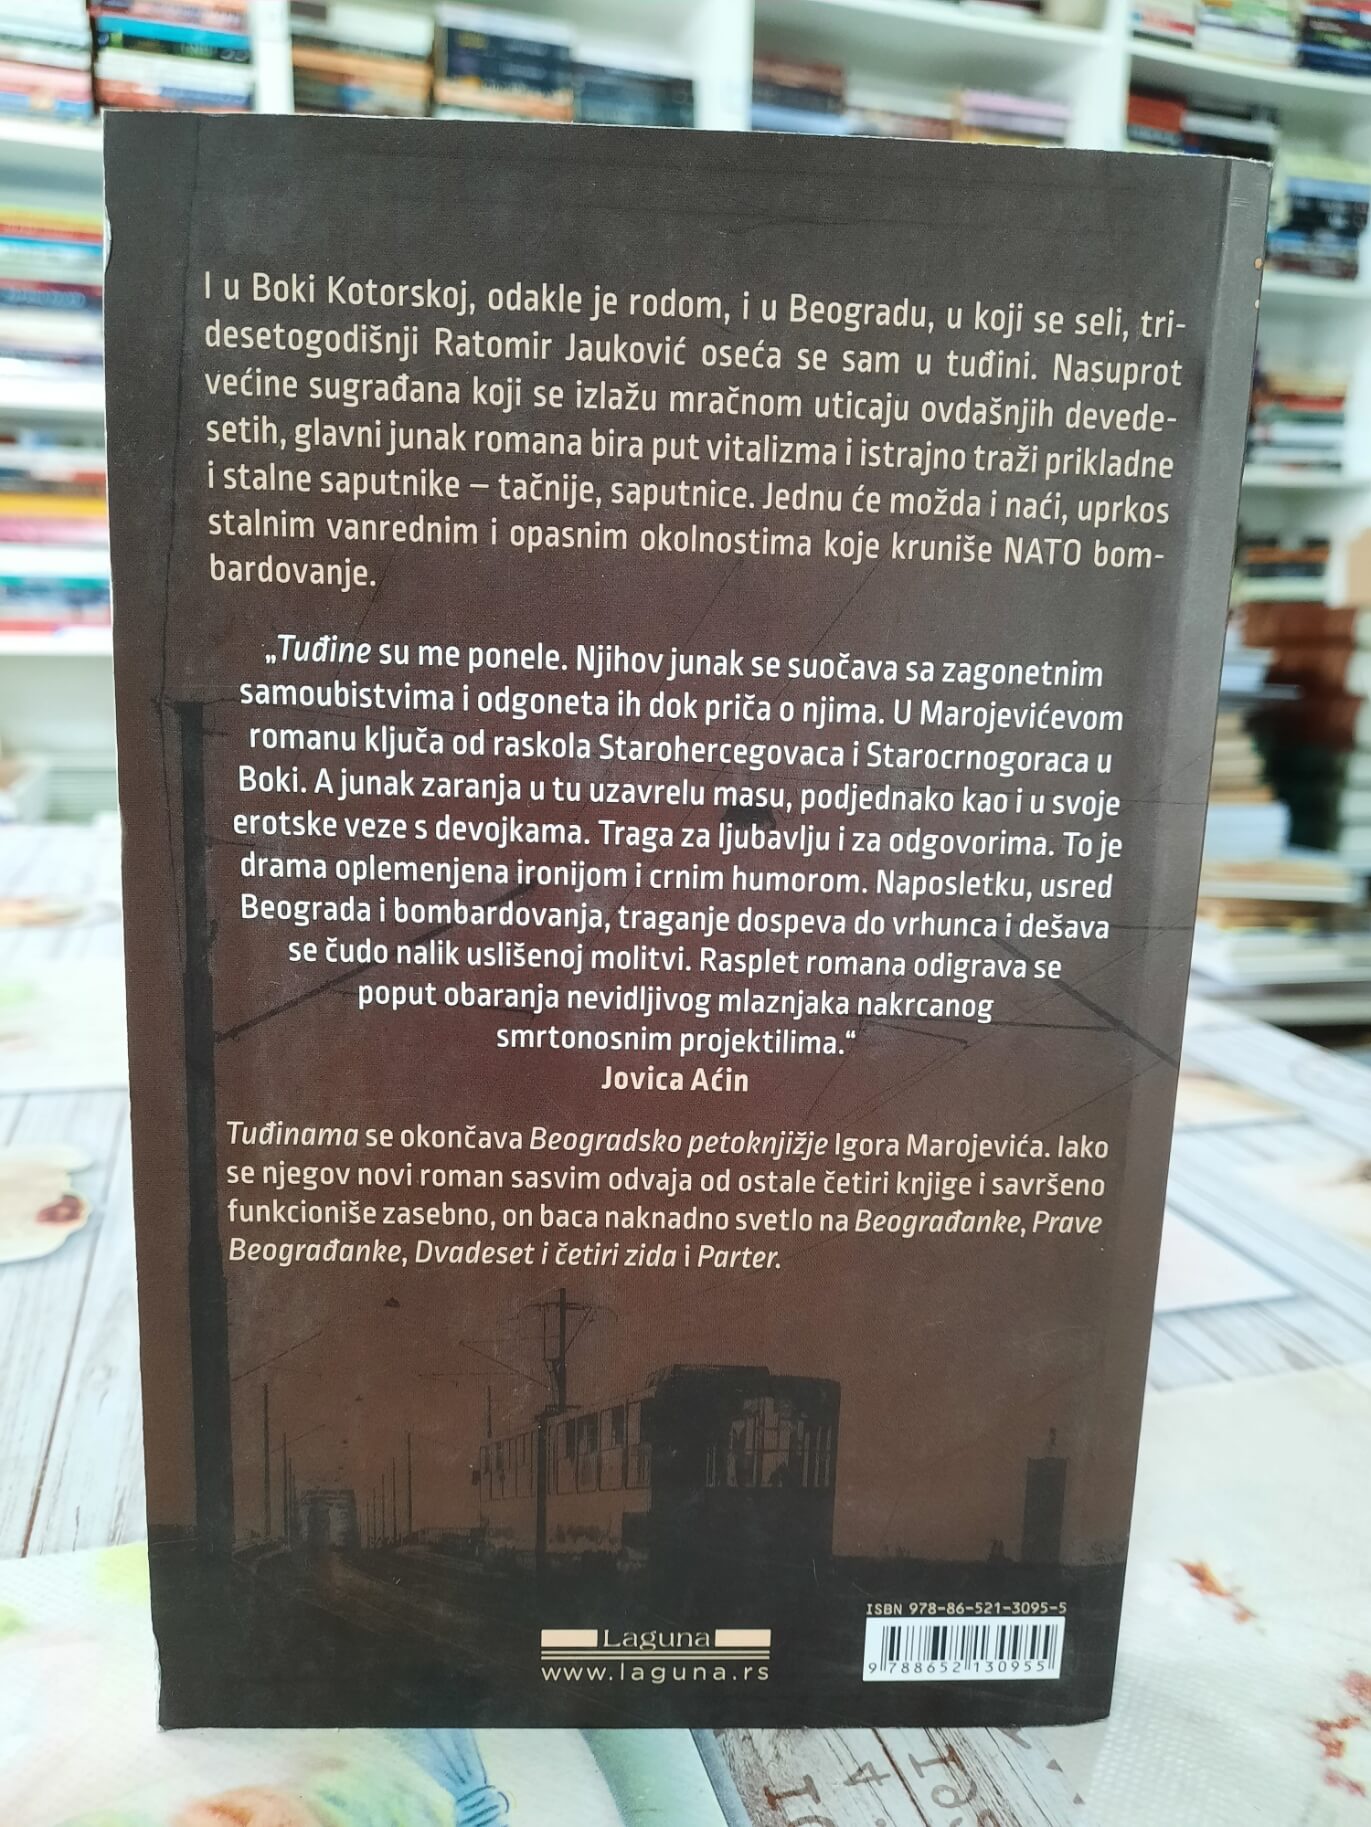 I u Boki Kotorskoj, odakle je rodom, i u Beogradu, u koji se seli, tri-
desetogodišnji Ratomir Jauković oseća se sam u tuđini. Nasuprot
većine sugrađana koji se izlažu mračnom uticaju ovdašnjih devede-
setih, glavni junak romana bira put vitalizma i istrajno traži prikladne
i stalne saputnike – tačnije, saputnice. Jednu će možda i naći, uprkos
stalnim vanrednim i opasnim okolnostima koje kruniše NATO bom-
bardovanje.
„Tuđine su me ponele. Njihov junak se suočava sa zagonetnim
samoubistvima i odgoneta ih dok priča o njima. U Marojevićevom
romanu ključa od raskola Starohercegovaca i Starocrnogoraca u
Boki. A junak zaranja u tu uzavrelu masu, podjednako kao i u svoje
erotske veze s devojkama. Traga za ljubavlju i za odgovorima. To je
drama oplemenjena ironijom i crnim humorom. Naposletku, usred
Beograda i bombardovanja, traganje dospeva do vrhunca i dešava
se čudo nalik uslišenoj molitvi. Rasplet romana odigrava se
poput obaranja nevidljivog mlaznjaka nakrcanog
smrtonosnim projektilima.“
Jovica Aćin
Tuđinama se okončava Beogradsko petoknjižje Igora Marojevića. Iako
se njegov novi roman sasvim odvaja od ostale četiri knjige i savršeno
funkcioniše zasebno, on baca naknadno svetlo na Beograđanke, Prave
Beograđanke, Dvadeset i četiri zida i Parter.
ISBN 978-86-521-3095-5
Laguna
www.laguna.rs
9 788652 130955